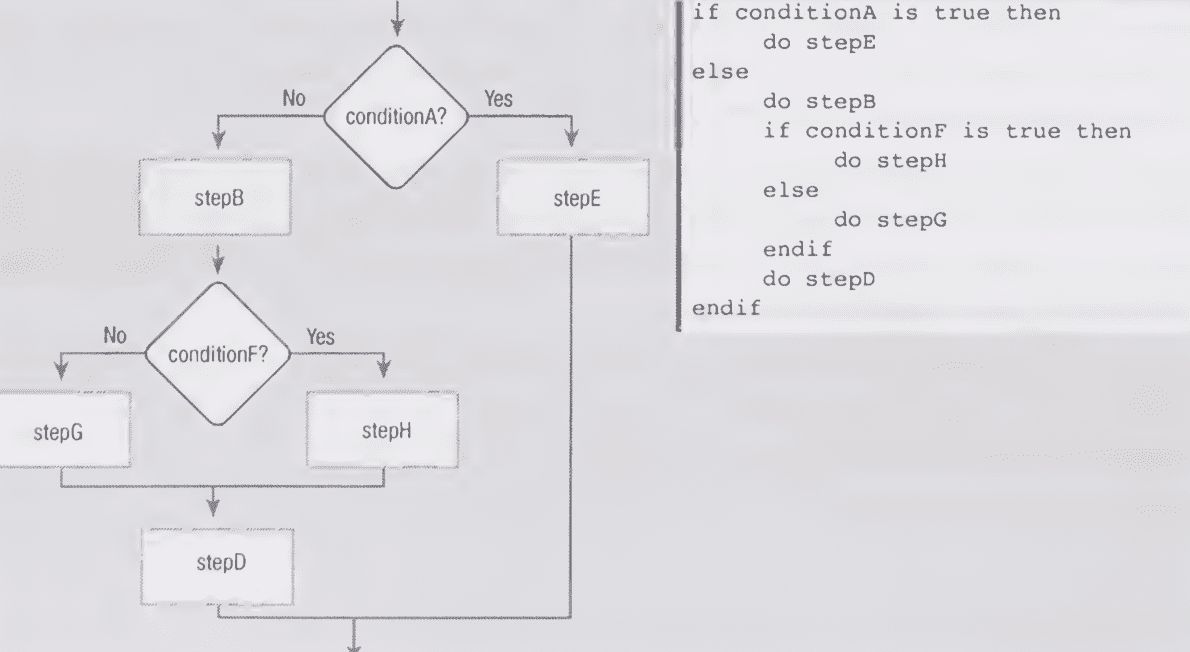 No
Yes
conditionA?
stepB
stepE
No
Yes
conditionF?
stepG
stepH
stepD
if conditionA is true then
do stepE
else
do stepB
if conditionF is true then
do stepH
else
do stepG
endif
do stepD
endif